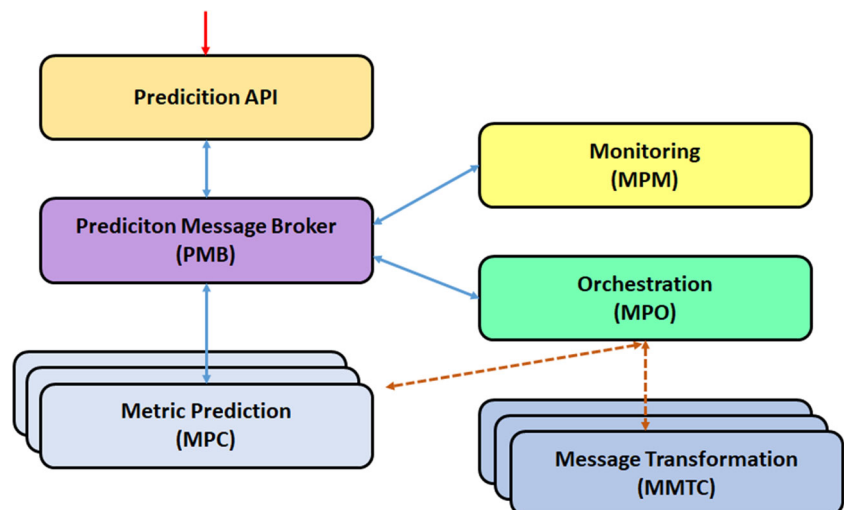 Predicition API
Monitoring
(MPM)
Prediciton Message Broker
(PMB)
Orchestration
(MPO)
Metric Prediction
(MPC)
Message Transformation
(MMTC)